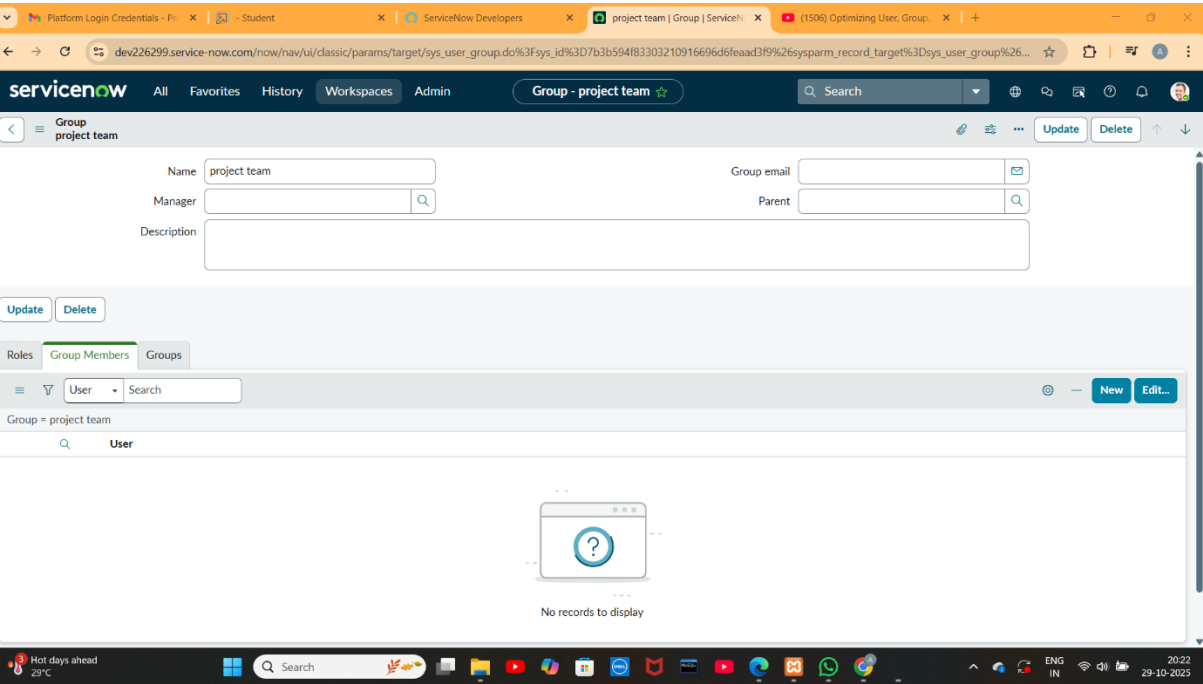 Platform Login Credentials - Pro
- Student
ServiceNow Developers
project team | Group | ServiceN
(1506) Optimizing User, Group,
dev226299.service-now.com/now/nav/ui/classic/params/target/sys_user_group.do%3Fsys_id%3D7b3b594f83303210916696d6feaad3f9%26sysparm_record_target%3Dsys_user_group%26...
A
servicenow All Favorites History Workspaces Admin Group - project team Search
Group
project team
Update Delete
Name project team Group email
Manager Parent
Description
Update Delete
Roles Group Members Groups
User Search New Edit...
Group = project team
User
?
No records to display
3 Hot days ahead
29°C
Search
DELL
ENG
IN
20:22
29-10-2025